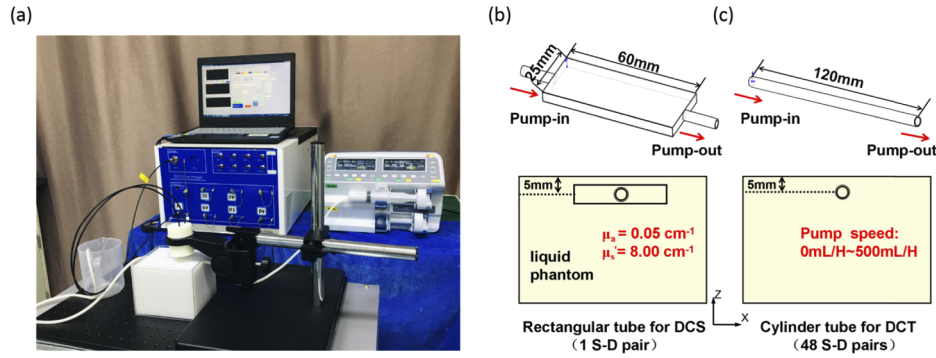 (a)
(b)
25mm
60mm
Pump-in
Pump-out
5mm
liquid
phantom
μa = 0.05 cm-1
μs' = 8.00 cm-1
Rectangular tube for DCS
(1 S-D pair)
Z
X
(c)
120mm
Pump-in
Pump-out
5mm
Pump speed:
0mL/H~500mL/H
Cylinder tube for DCT
(48 S-D pairs)